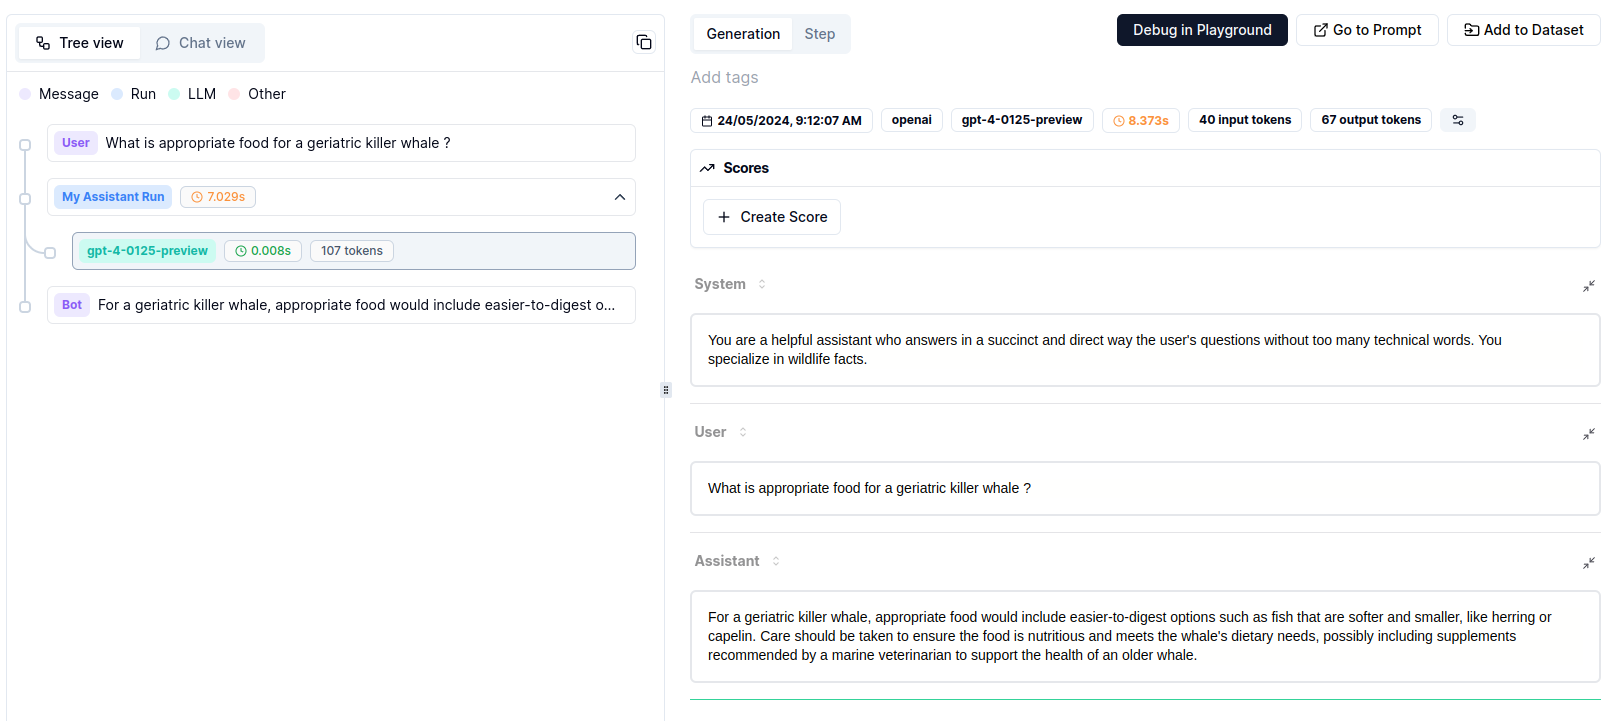 Tree view
Chat view
Message
Run
LLM
Other
User What is appropriate food for a geriatric killer whale ?
My Assistant Run 7.029s
gpt-4-0125-preview 0.008s 107 tokens
Bot For a geriatric killer whale, appropriate food would include easier-to-digest o...
Generation
Step
Debug in Playground
Go to Prompt
Add to Dataset
Add tags
24/05/2024, 9:12:07 AM
openai
gpt-4-0125-preview
8.373s
40 input tokens
67 output tokens
Scores
Create Score
System
You are a helpful assistant who answers in a succinct and direct way the user's questions without too many technical words. You
specialize in wildlife facts.
User
What is appropriate food for a geriatric killer whale ?
Assistant
For a geriatric killer whale, appropriate food would include easier-to-digest options such as fish that are softer and smaller, like herring or
capelin. Care should be taken to ensure the food is nutritious and meets the whale's dietary needs, possibly including supplements
recommended by a marine veterinarian to support the health of an older whale.